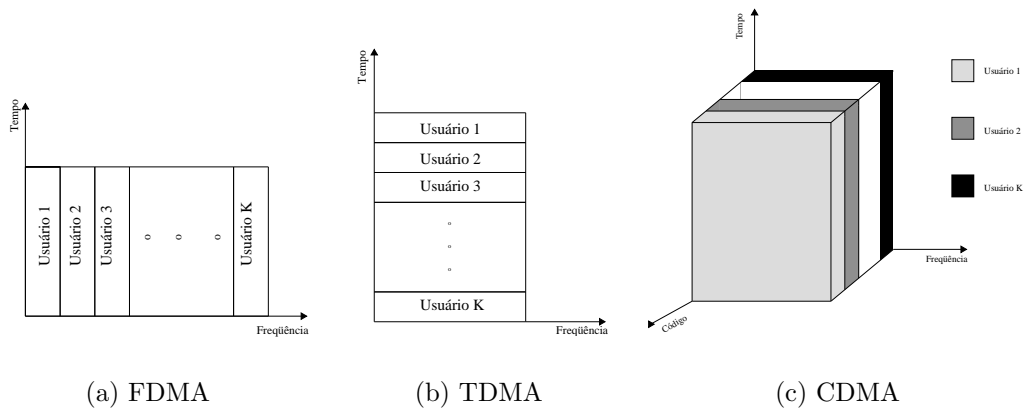 Tempo
Usuário 1
Usuário 2
Usuário 3
Usuário K
Freqüência
(a) FDMA
Tempo
Usuário 1
Usuário 2
Usuário 3
Usuário K
Freqüência
(b) TDMA
Tempo
Usuário 1
Usuário 2
Usuário K
Freqüência
Código
(c) CDMA